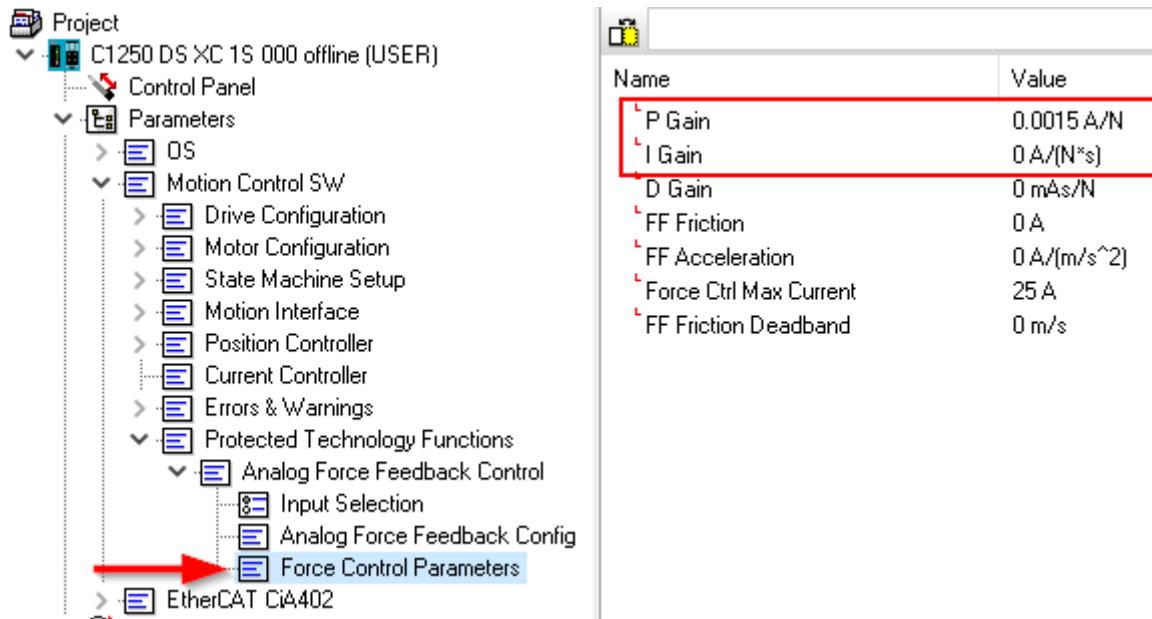 Project
C1250 DS XC 1S 000 offline (USER)
Control Panel
Parameters
OS
Motion Control SW
Drive Configuration
Motor Configuration
State Machine Setup
Motion Interface
Position Controller
Current Controller
Errors & Warnings
Protected Technology Functions
Analog Force Feedback Control
Input Selection
Analog Force Feedback Config
Force Control Parameters
EtherCAT CiA402
Name Value
P Gain 0.0015 A/N
I Gain 0 A/(N*s)
D Gain 0 mAs/N
FF Friction 0 A
FF Acceleration 0 A/(m/s^2)
Force Ctrl Max Current 25 A
FF Friction Deadband 0 m/s